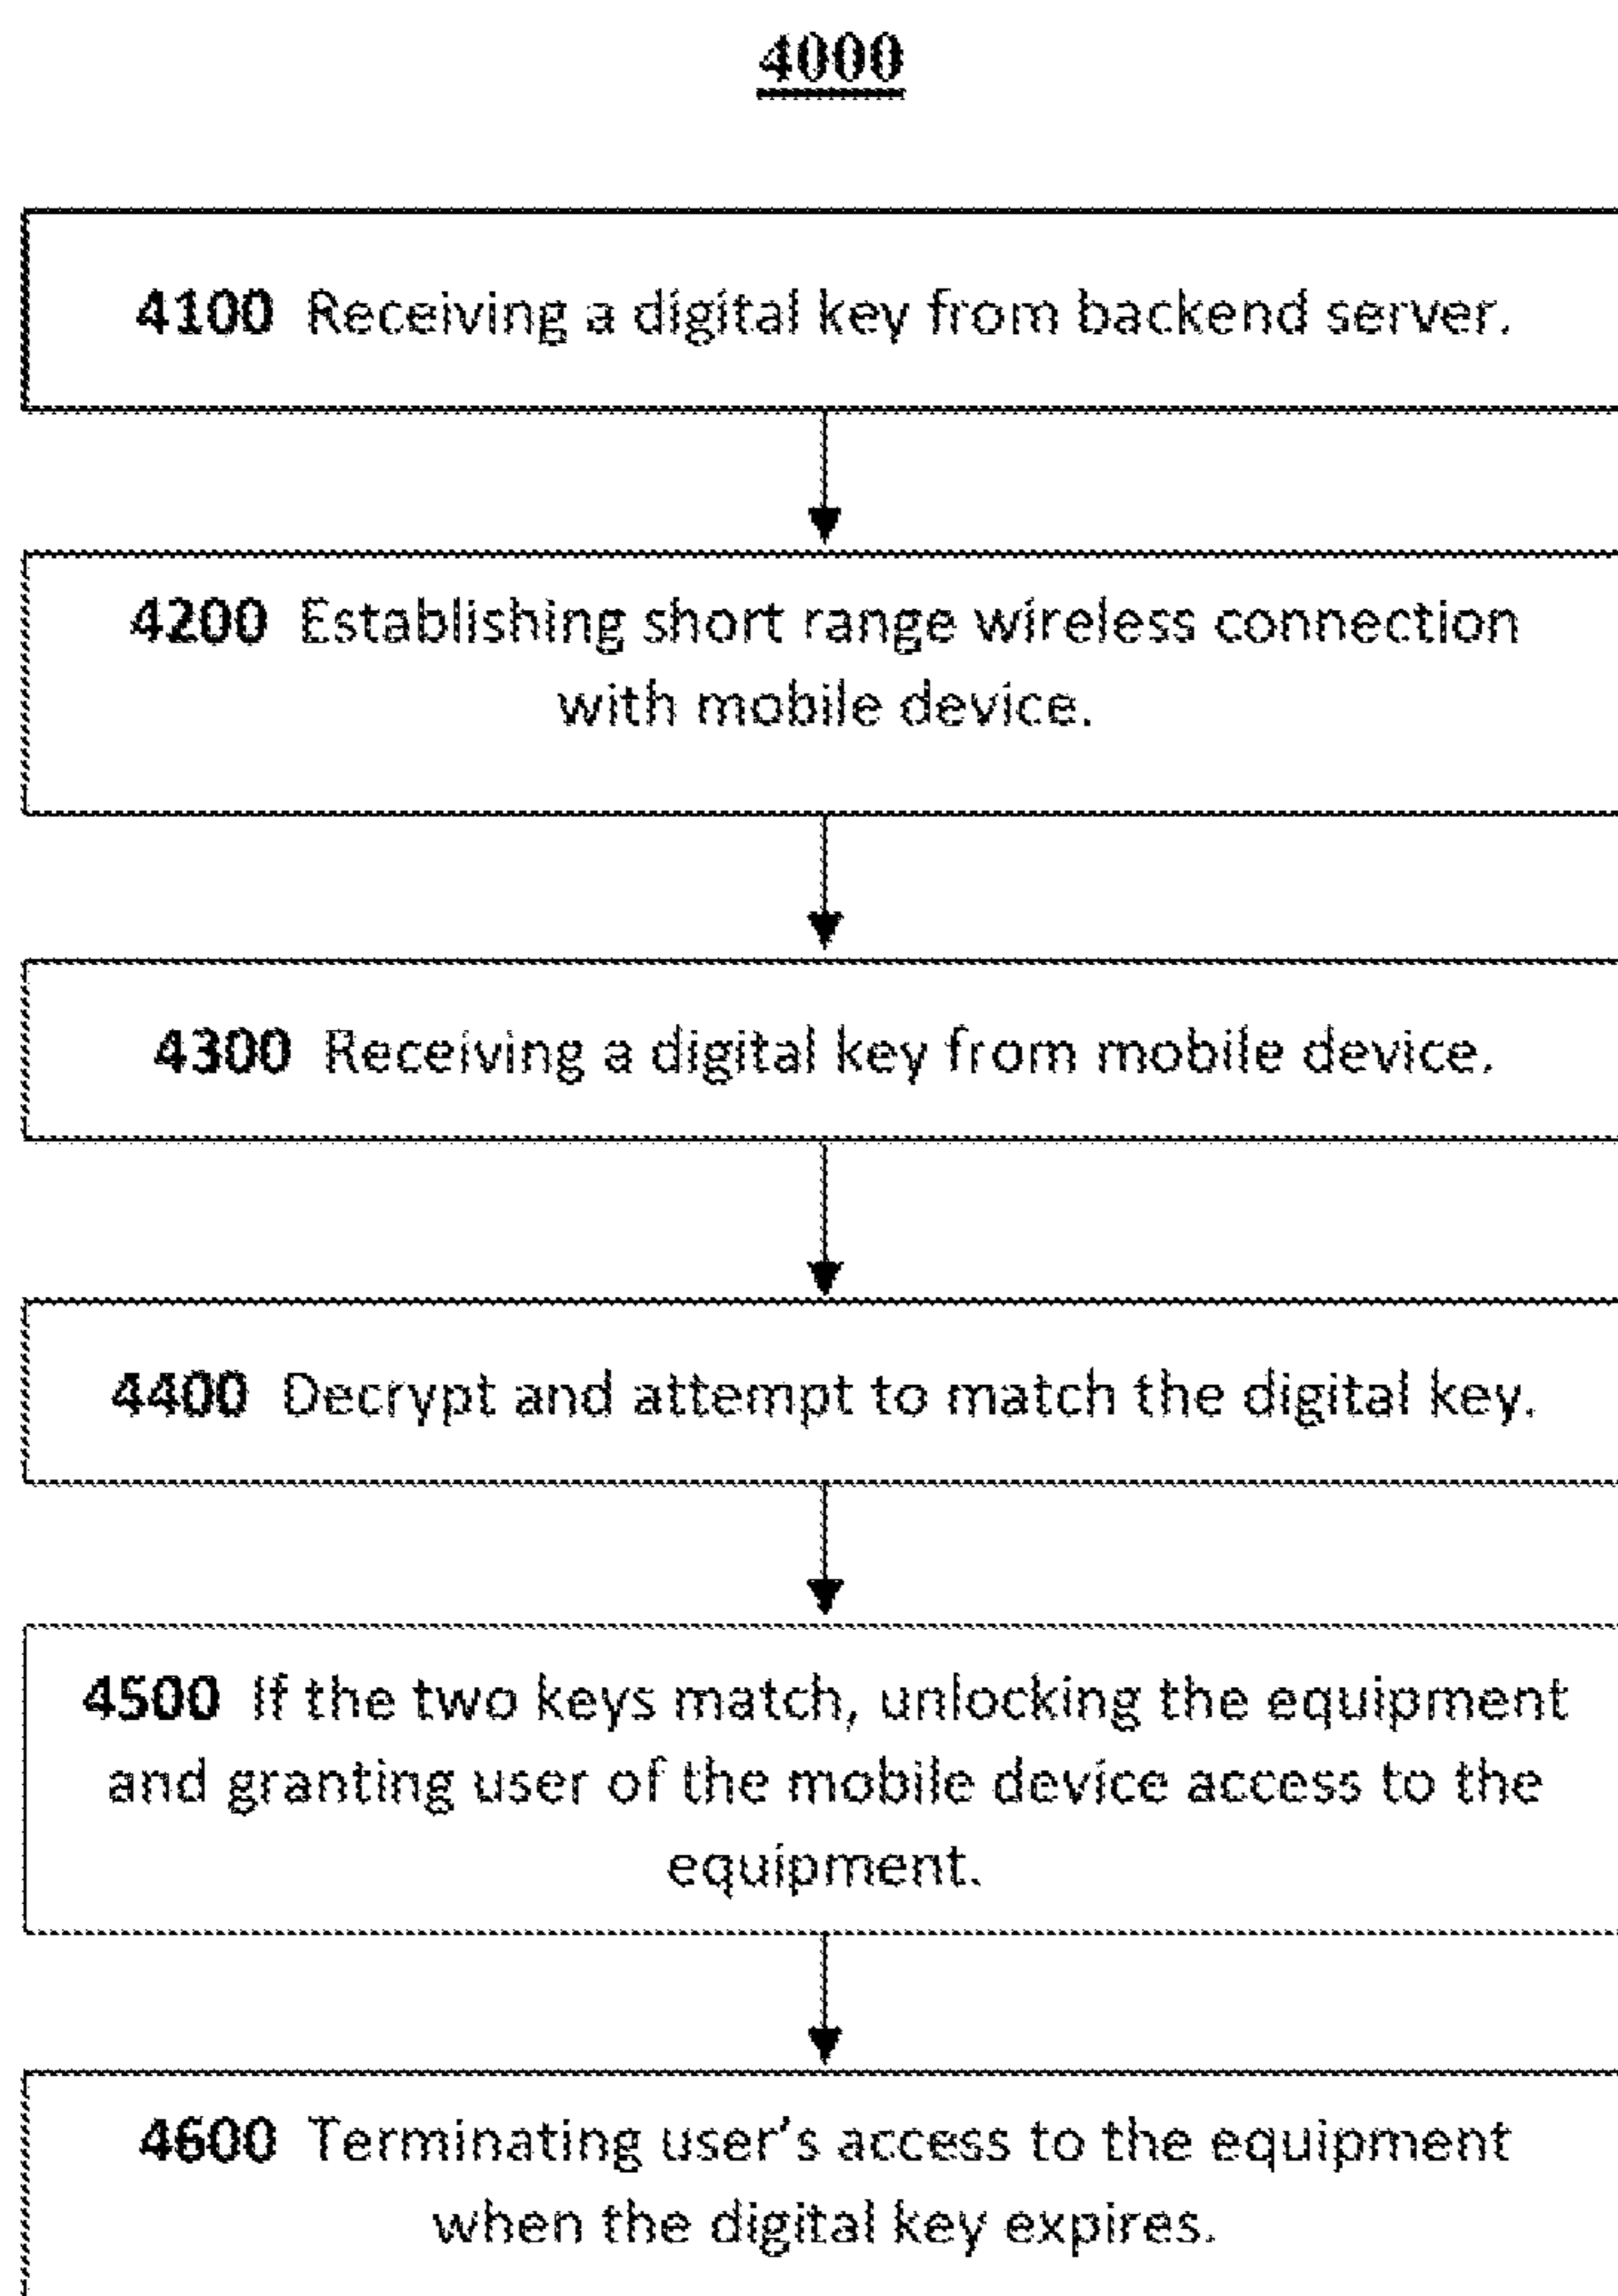 4000
4100 Receiving a digital key from backend server.
4200 Establishing short range wireless connection
with mobile device.
4300 Receiving a digital key from mobile device.
4400 Decrypt and attempt to match the digital key.
4500 If the two keys match, unlocking the equipment
and granting user of the mobile device access to the
equipment.
4600 Terminating user's access to the equipment
when the digital key expires.